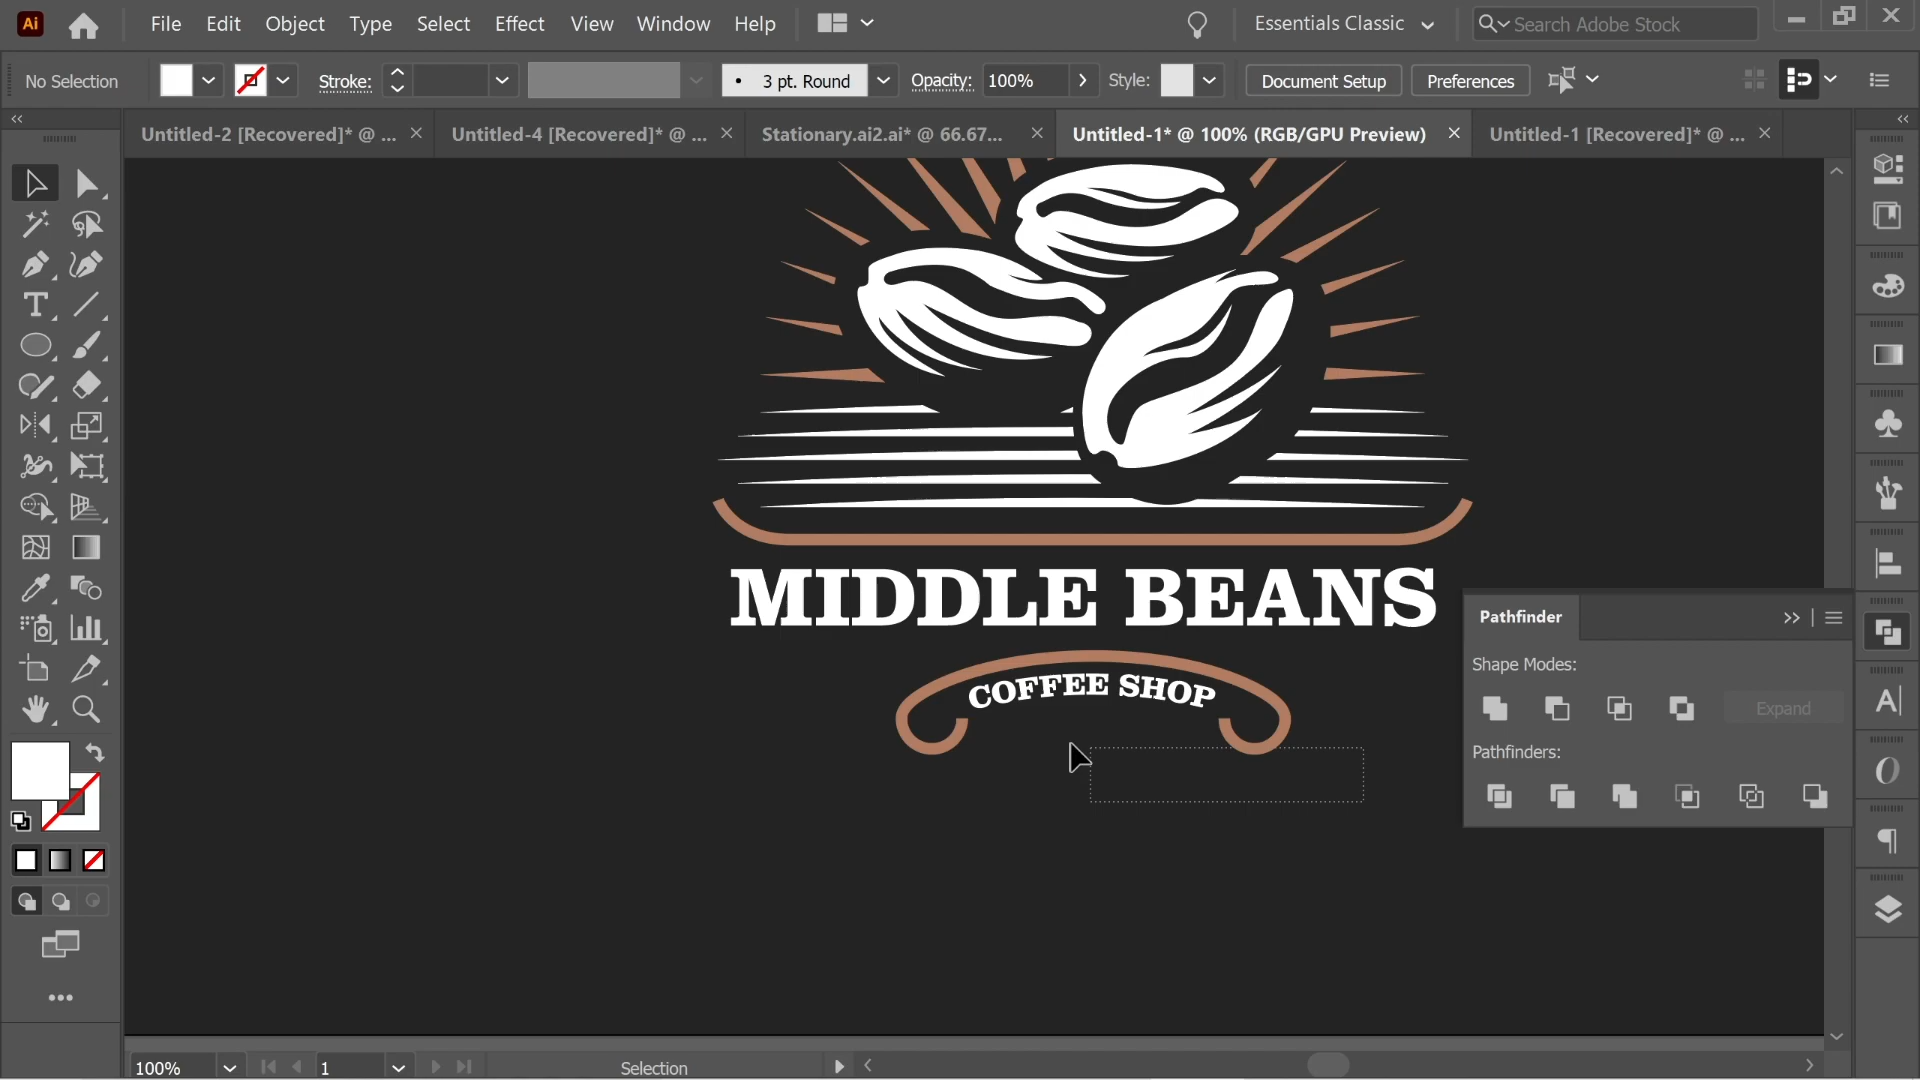 Ai File Edit Object Type Select Effect View Window Help Essentials Classic Search Adobe Stock
No Selection Stroke: 3 pt. Round Opacity: 100% Style: Document Setup Preferences
Untitled-2 [Recovered]* @ ... Untitled-4 [Recovered]* @ ... Stationary.ai2.ai* @ 66.67... Untitled-1* @ 100% (RGB/GPU Preview) Untitled-1 [Recovered]* @ ...
MIDDLE BEANS
COFFEE SHOP
Pathfinder
Shape Modes:
Expand
Pathfinders:
100% 1 Selection